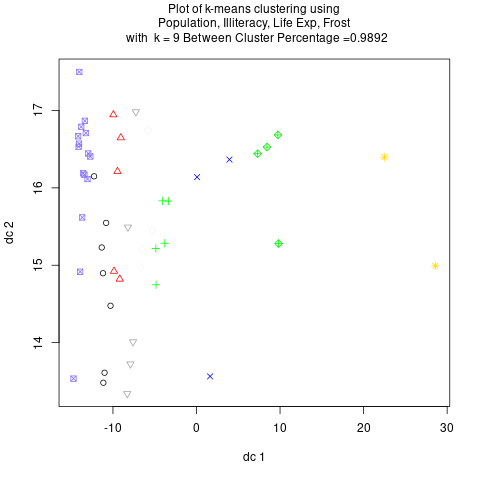 Plot of k-means clustering using
Population, Illiteracy, Life Exp, Frost
with k = 9 Between Cluster Percentage =0.9892
17
16
15
14
dc 2
-10 0 10 20 30
dc 1